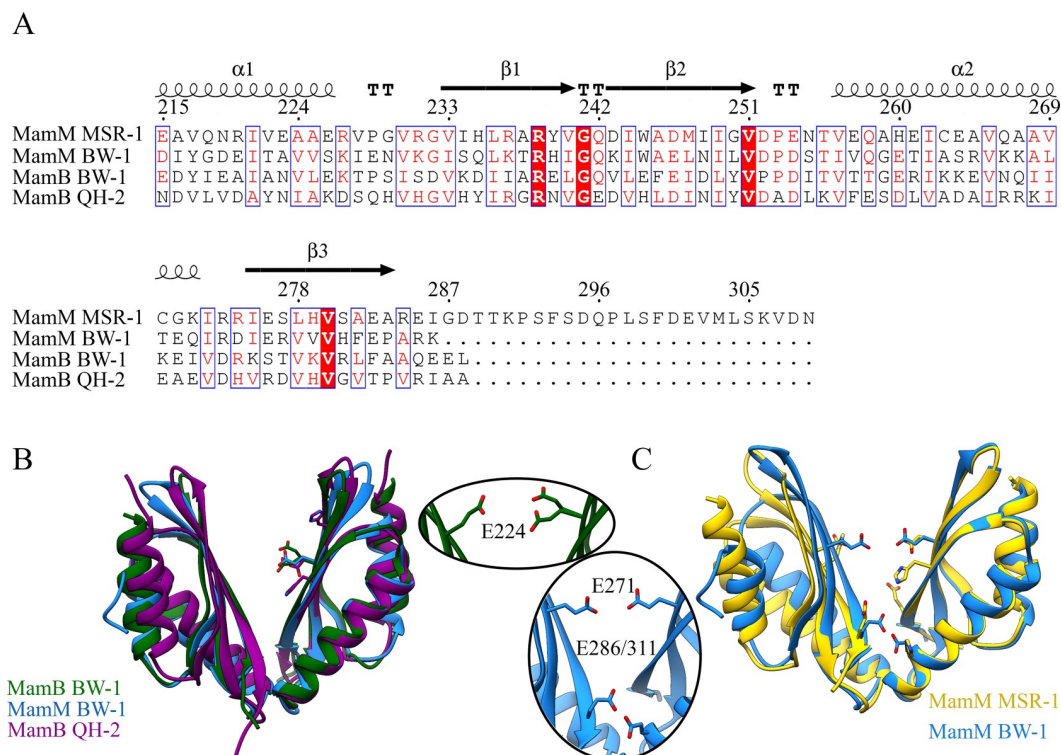 A
α1 TT β1 TT β2 TT α2
215 224 233 242 251 260 269
MamM MSR-1 EAVQNRIVEAAERVPGVRGVIHLRARYVGQDIWADMIIGVDPENTVEQAHEICEAVQAAV
MamM BW-1 DIYGDEITAVVSKIENVKGISQLKTRHIGQKIWAELNILVDPDSTIVQGETIASRVKKAL
MamB BW-1 EDYIEAIANVLEKTPSISDVKDIIARELGQVLEFEIDLYVPPDITVTTGERIKKEVNQII
MamB QH-2 NDVLVDAYNIAKDSQHVHGVHYIRGRNVGEDVHLDINIYVDADLKVFESDLVADAIRRKI
β3
278 287 296 305
MamM MSR-1 CGKIRRIESLHVSAEAREIGDTTKPSFSDQPLSFDEVMLSKVDN
MamM BW-1 TEQIRDIERVVVHFEPARK.........................
MamB BW-1 KEIVDRKSTVKVRLFAAQEEL.......................
MamB QH-2 EAEVDHVRDVHVGVTPVRIAA.......................
B
E224
E271
E286/311
MamB BW-1
MamM BW-1
MamB QH-2
C
MamM MSR-1
MamM BW-1